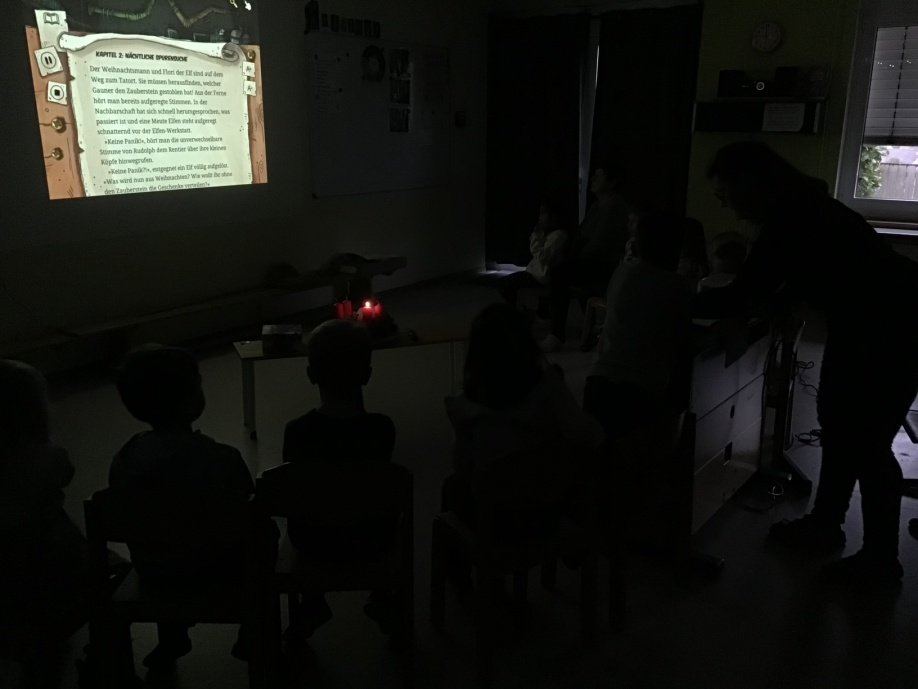 KAPITEL 2: NÄCHTLICHE SPURENSUCHE
Der Weihnachtsmann und Flori der Elf sind auf dem
Weg zum Tatort. Sie müssen herausfinden, welcher
Gauner den Zauberstein gestohlen hat! Aus der Ferne
hört man bereits aufgeregte Stimmen. In der
Nachbarschaft hat sich schnell herumgesprochen, was
passiert ist und eine Meute Elfen steht aufgeregt
schnatternd vor der Elfen-Werkstatt.
»Keine Panik!«, hört man die unverwechselbare
Stimme von Rudolph dem Rentier über ihre kleinen
Köpfe hinwegrufen.
»Keine Panik?!«, entgegnet ein Elf völlig aufgelöst.
»Was wird nun aus Weihnachten? Wie wollt ihr ohne
den Zauberstein die Geschenke verteilen?«